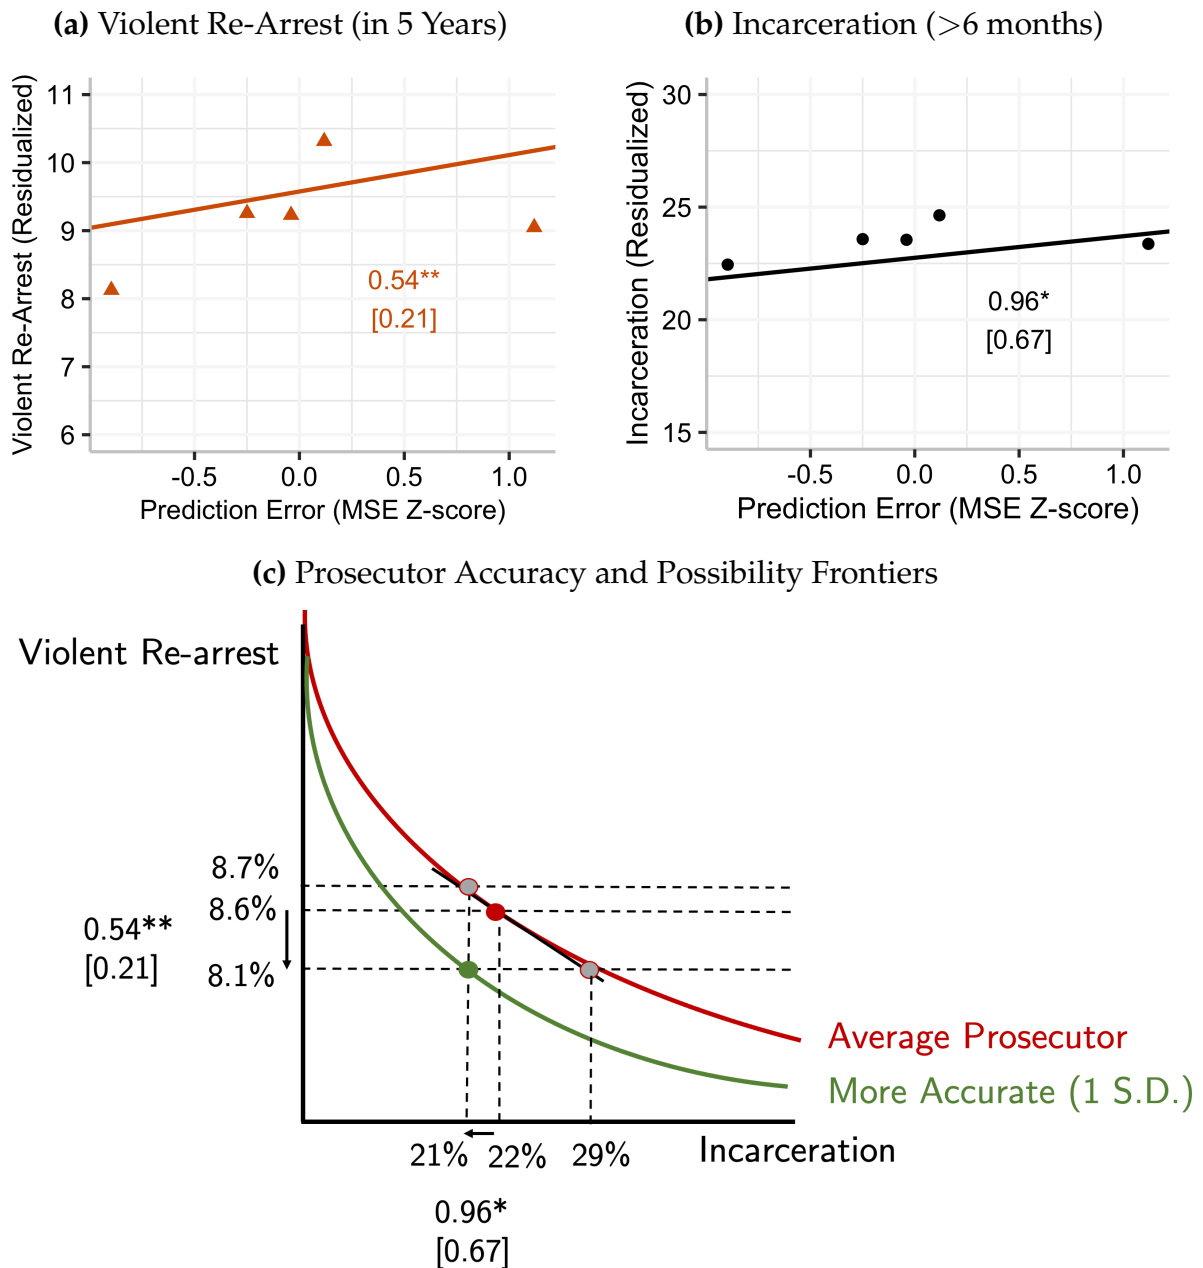 (a) Violent Re-Arrest (in 5 Years)
Violent Re-Arrest (Residualized)
11
10
9
8
7
6
0.54**
[0.21]
-0.5 0.0 0.5 1.0
Prediction Error (MSE Z-score)
(b) Incarceration (>6 months)
Incarceration (Residualized)
30
25
20
15
0.96*
[0.67]
-0.5 0.0 0.5 1.0
Prediction Error (MSE Z-score)
(c) Prosecutor Accuracy and Possibility Frontiers
Violent Re-arrest
8.7%
8.6%
0.54**
[0.21]
8.1%
Average Prosecutor
More Accurate (1 S.D.)
21% 22% 29%
Incarceration
0.96*
[0.67]